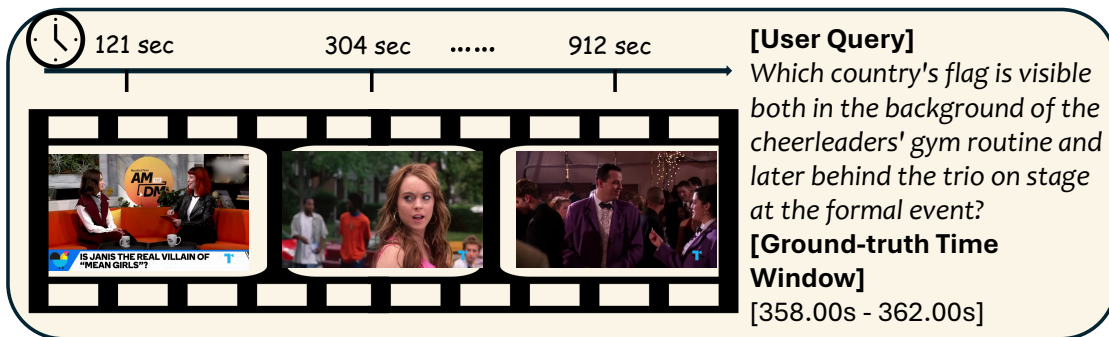 121 sec
304 sec
......
912 sec
AM
DM
IS JANIS THE REAL VILLAIN OF
“MEAN GIRLS”?
[User Query]
Which country's flag is visible
both in the background of the
cheerleaders' gym routine and
later behind the trio on stage
at the formal event?
[Ground-truth Time
Window]
[358.00s - 362.00s]